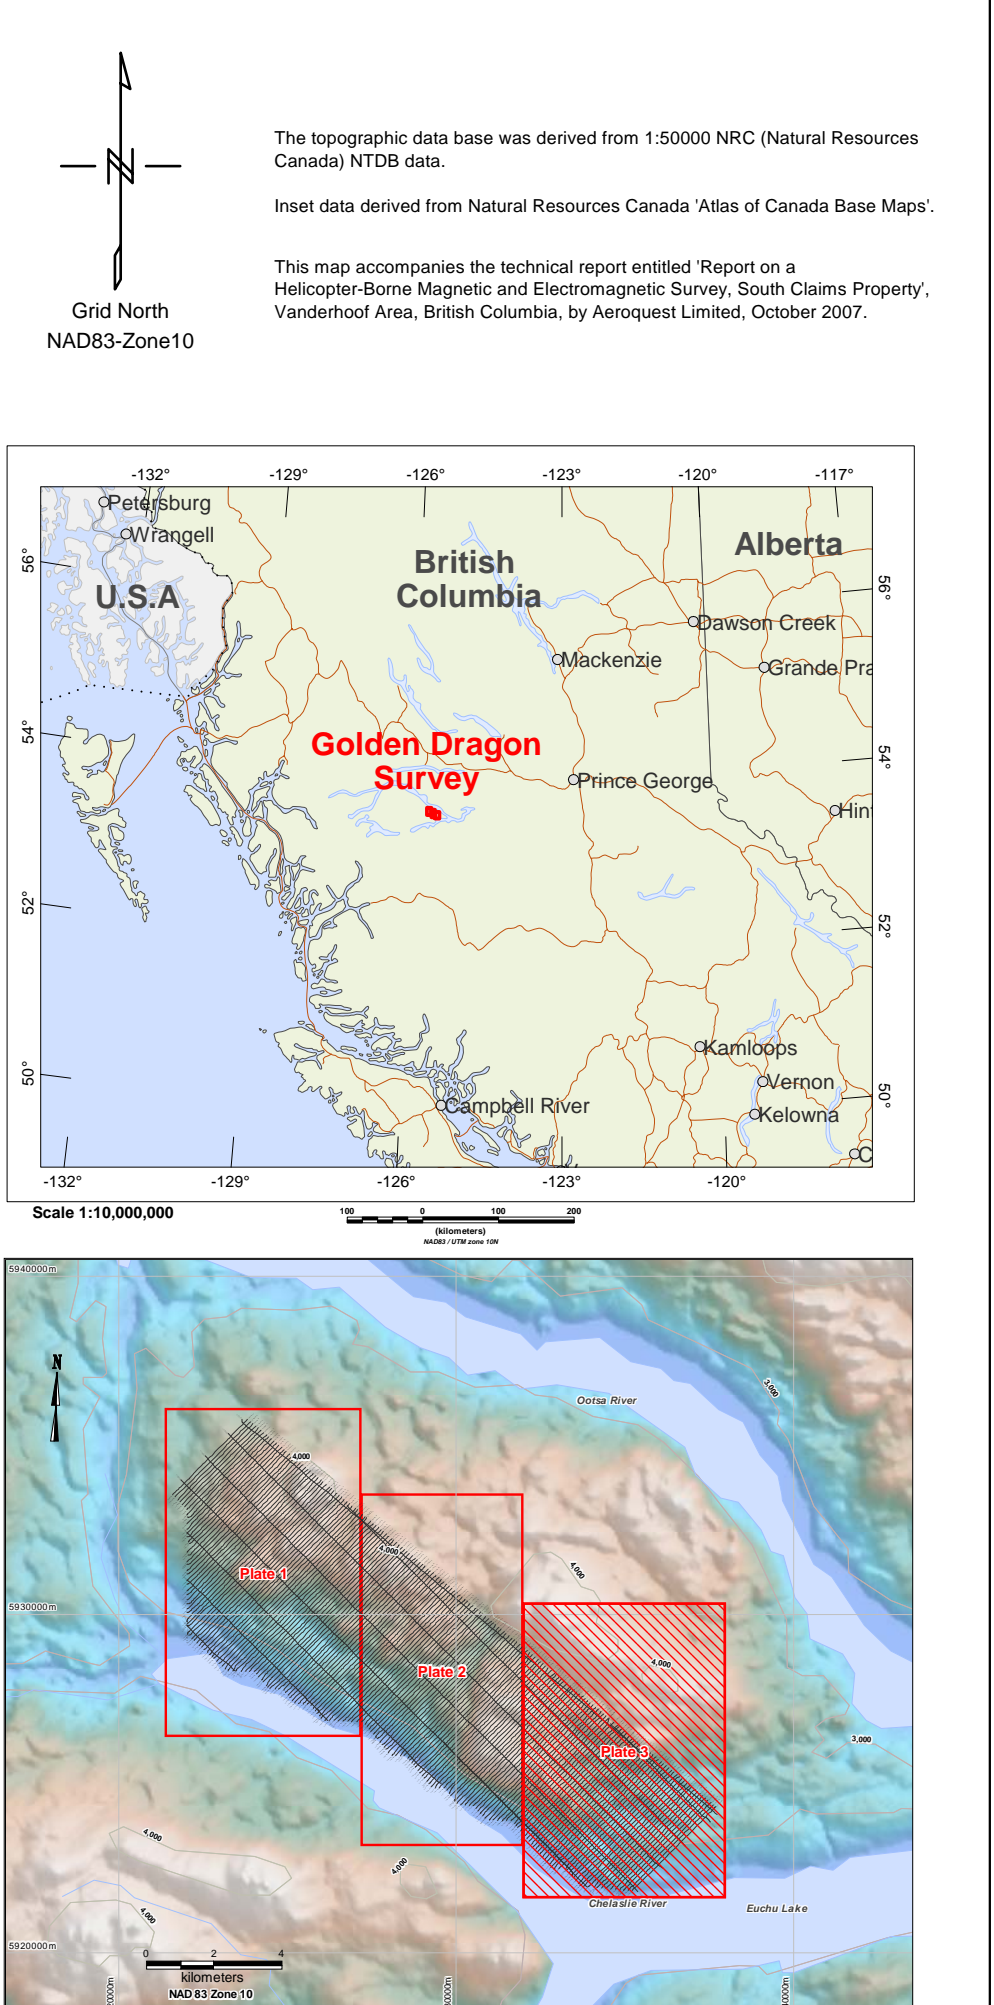 N
Grid North
NAD83-Zone10
The topographic data base was derived from 1:50000 NRC (Natural Resources
Canada) NTDB data.
Inset data derived from Natural Resources Canada 'Atlas of Canada Base Maps'.
This map accompanies the technical report entitled 'Report on a
Helicopter-Borne Magnetic and Electromagnetic Survey, South Claims Property',
Vanderhoof Area, British Columbia, by Aeroquest Limited, October 2007.
-132° -129° -126° -123° -120° -117°
Petersburg
Wrangell
U.S.A
British
Columbia
Alberta
56°
56°
Dawson Creek
Mackenzie
Grande Pra
54°
54°
Golden Dragon
Survey
Prince George
Hin
52°
52°
Kamloops
Vernon
50°
50°
Campbell River
Kelowna
C
-132° -129° -126° -123° -120°
Scale 1:10,000,000
100 0 100 200
(kilometers)
NAD83 / UTM zone 10N
5940000m
N
Ootsa River
3,000
4,000
4,000
4,000
Plate 1
5930000m
4,000
Plate 2
Plate 3
3,000
4,000
4,000
Chelaslie River
Euchu Lake
4,000
5920000m
0 2 4
kilometers
NAD 83 Zone 10